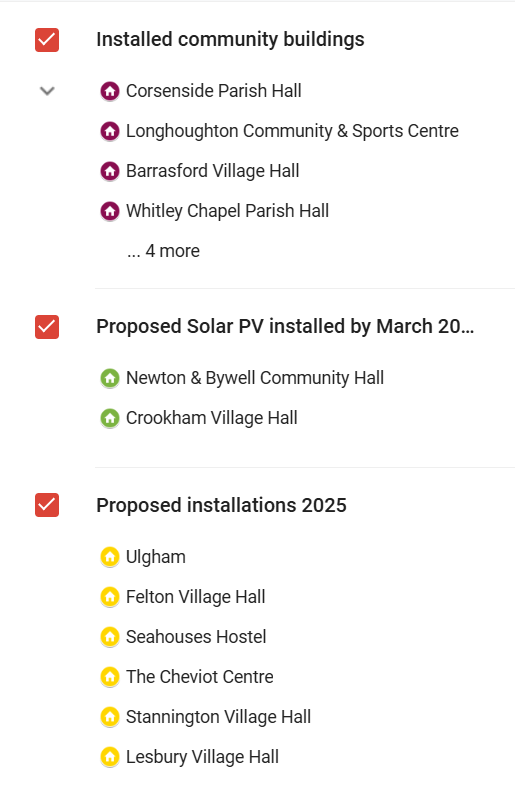 Installed community buildings
Corsenside Parish Hall
Longhoughton Community & Sports Centre
Barrasford Village Hall
Whitley Chapel Parish Hall
... 4 more
Proposed Solar PV installed by March 20...
Newton & Bywell Community Hall
Crookham Village Hall
Proposed installations 2025
Ulgham
Felton Village Hall
Seahouses Hostel
The Cheviot Centre
Stannington Village Hall
Lesbury Village Hall